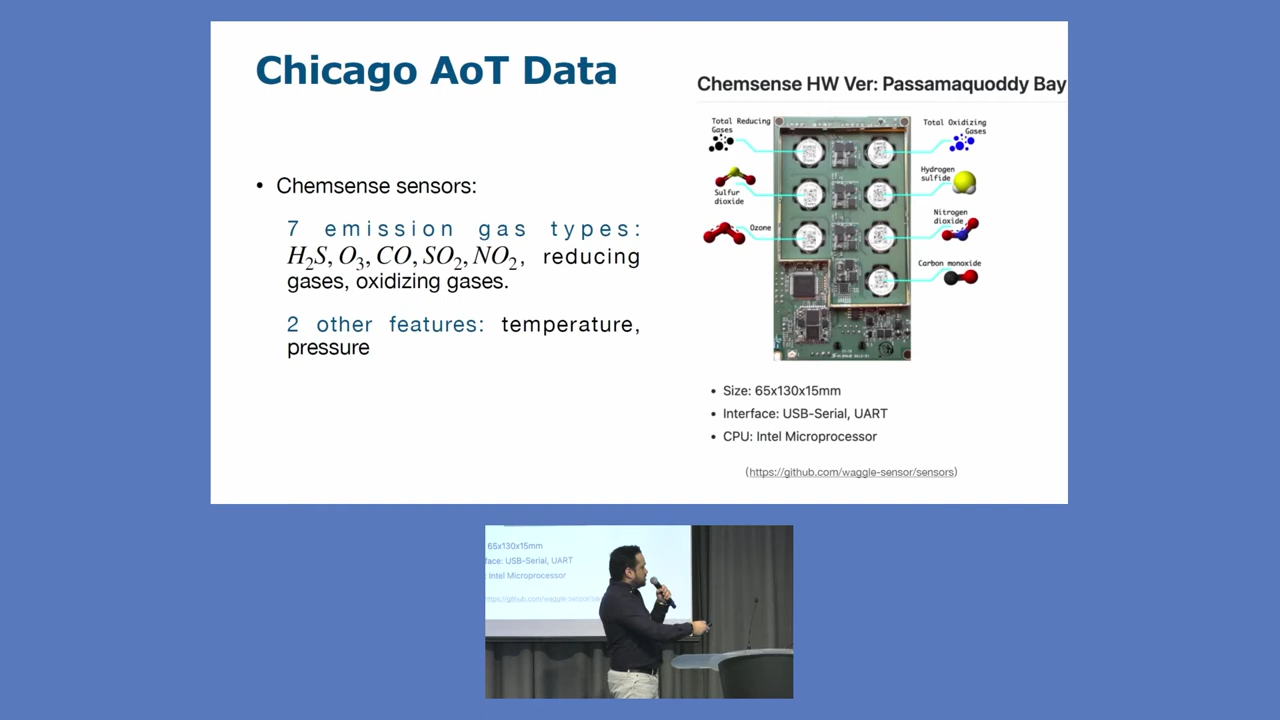 Chicago AoT Data
• Chemsense sensors:
7 emission gas types:
H₂S, O₃, CO, SO₂, NO₂, reducing
gases, oxidizing gases.
2 other features: temperature,
pressure
Chemsense HW Ver: Passamaquoddy Bay
Total Reducing
Gases
Sulfur
dioxide
Ozone
Total Oxidizing
Gases
Hydrogen
sulfide
Nitrogen
dioxide
Carbon monoxide
• Size: 65x130x15mm
• Interface: USB-Serial, UART
• CPU: Intel Microprocessor
(https://github.com/waggle-sensor/sensors)
65x130x15mm
face: USB-Serial, UART
Intel Microprocessor